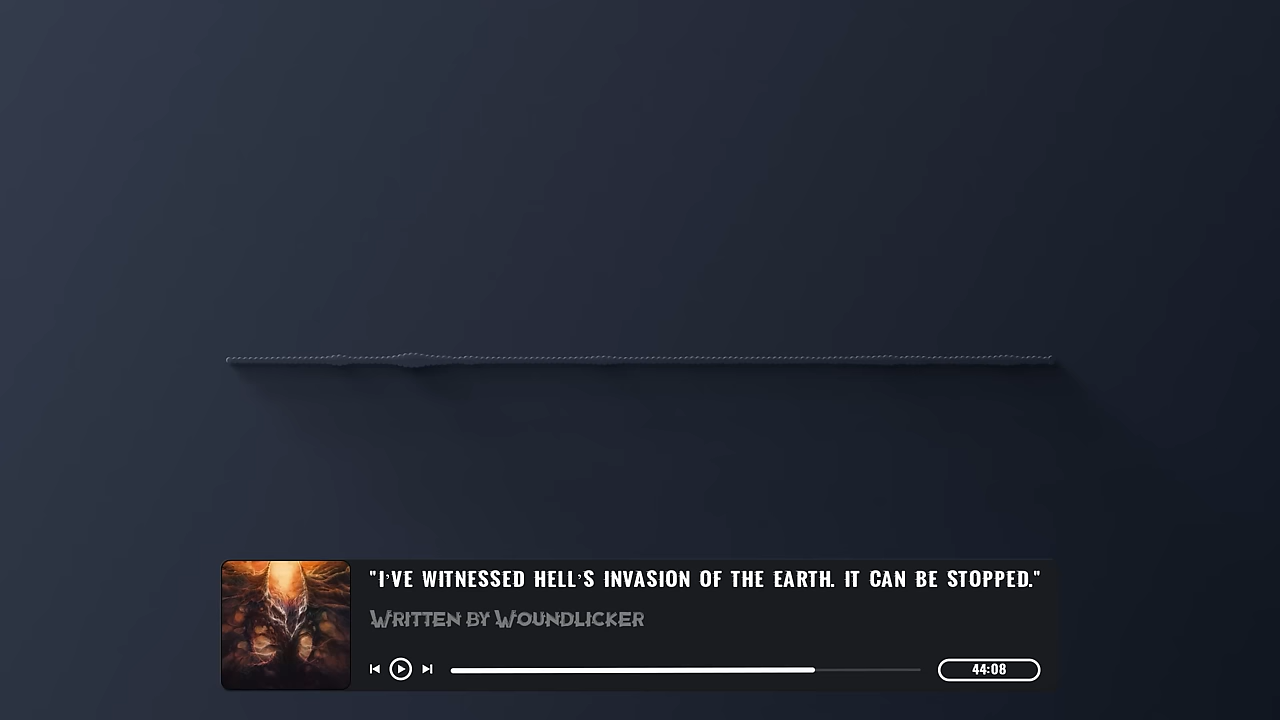 "I'VE WITNESSED HELL'S INVASION OF THE EARTH. IT CAN BE STOPPED."
WRITTEN BY WOUNDLICKER
44:08